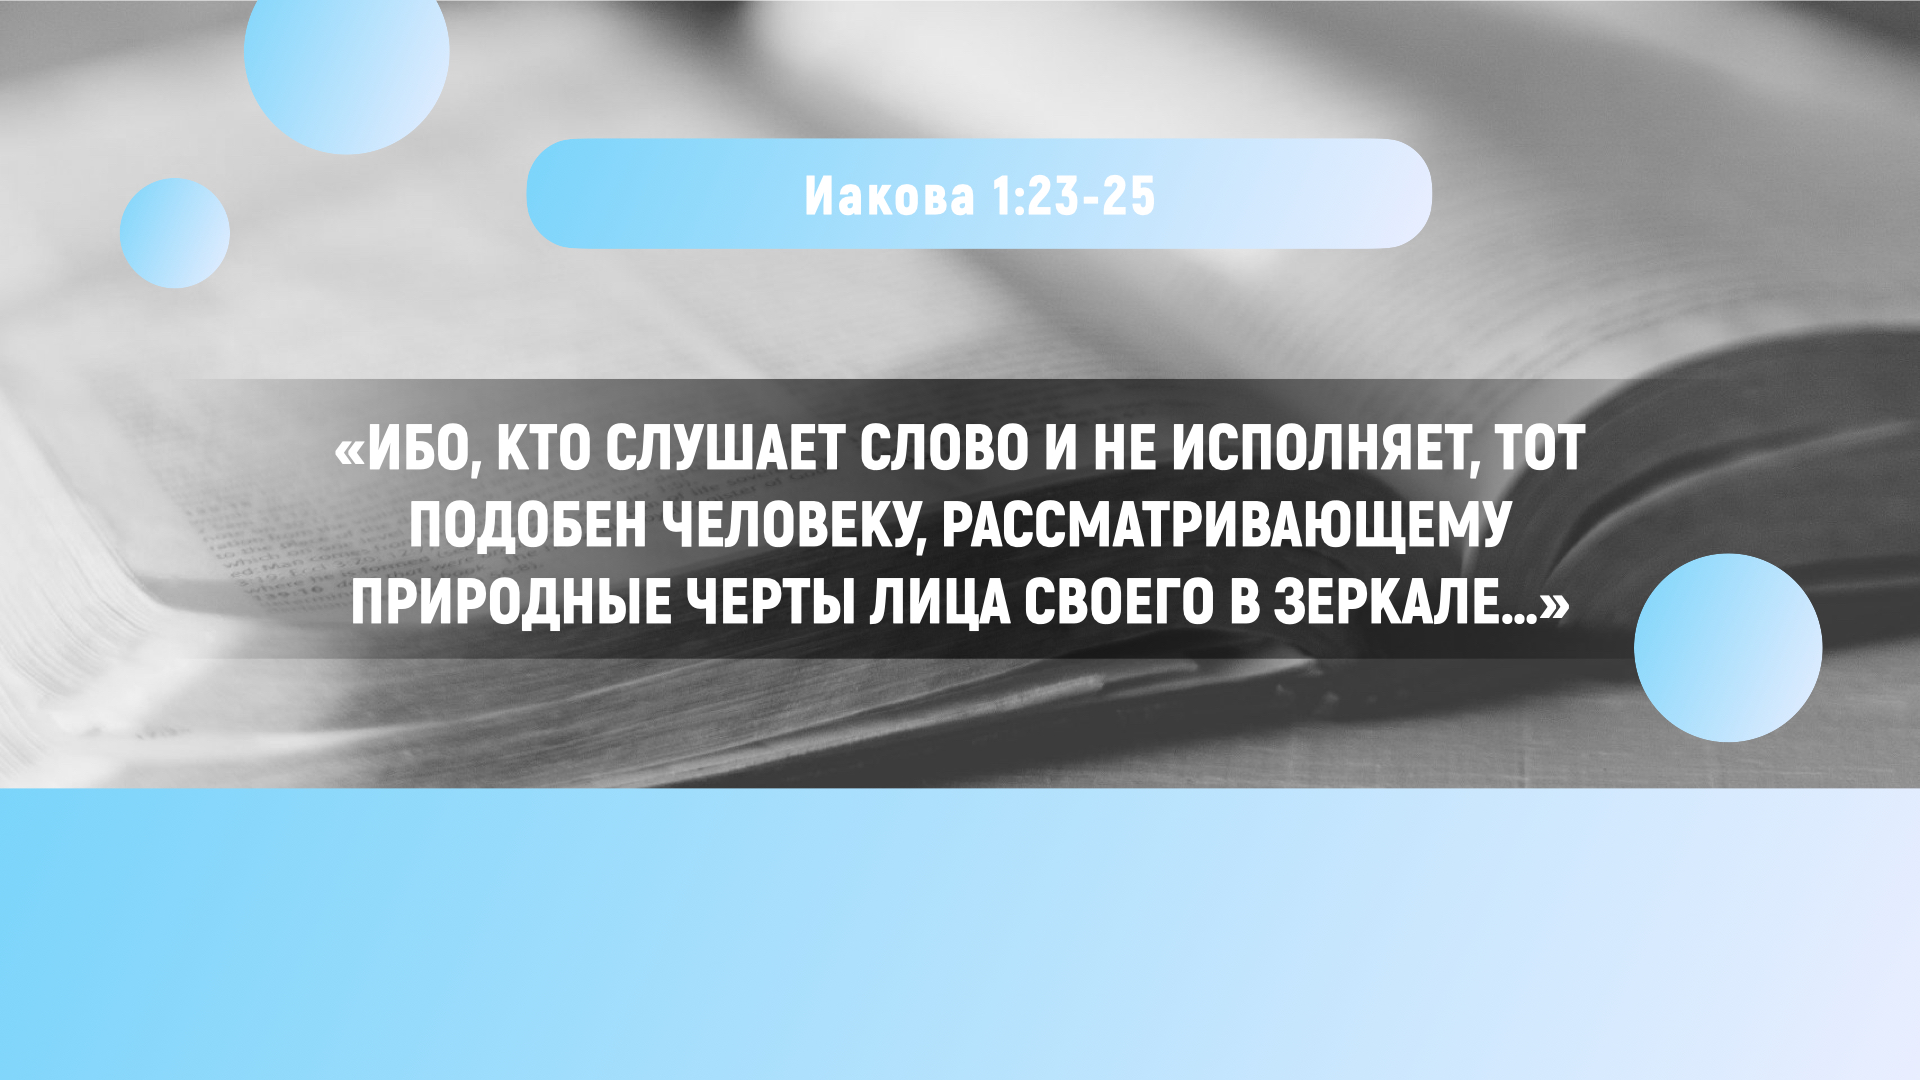 Иакова 1:23-25
«ИБО, КТО СЛУШАЕТ СЛОВО И НЕ ИСПОЛНЯЕТ, ТОТ
ПОДОБЕН ЧЕЛОВЕКУ, РАССМАТРИВАЮЩЕМУ
ПРИРОДНЫЕ ЧЕРТЫ ЛИЦА СВОЕГО В ЗЕРКАЛЕ...»